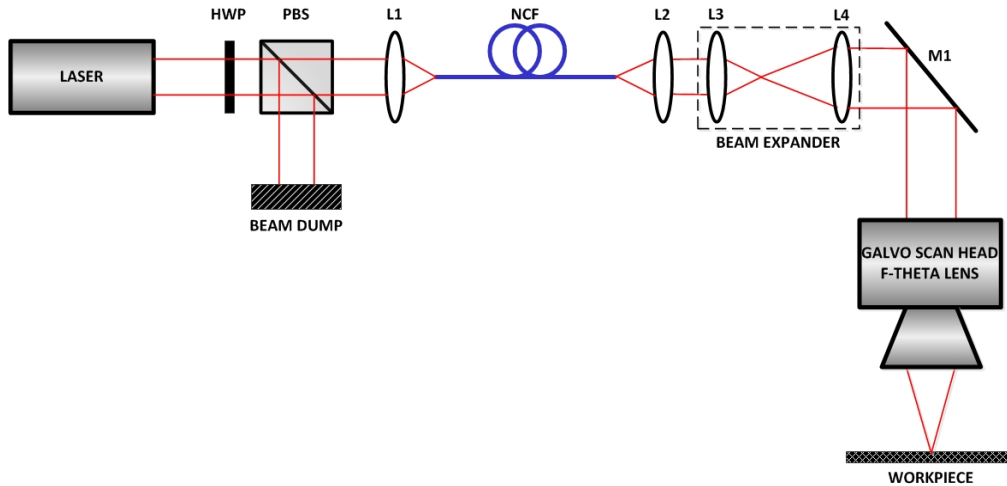 HWP
PBS
L1
NCF
L2
L3
L4
M1
LASER
BEAM EXPANDER
BEAM DUMP
GALVO SCAN HEAD
F-THETA LENS
WORKPIECE